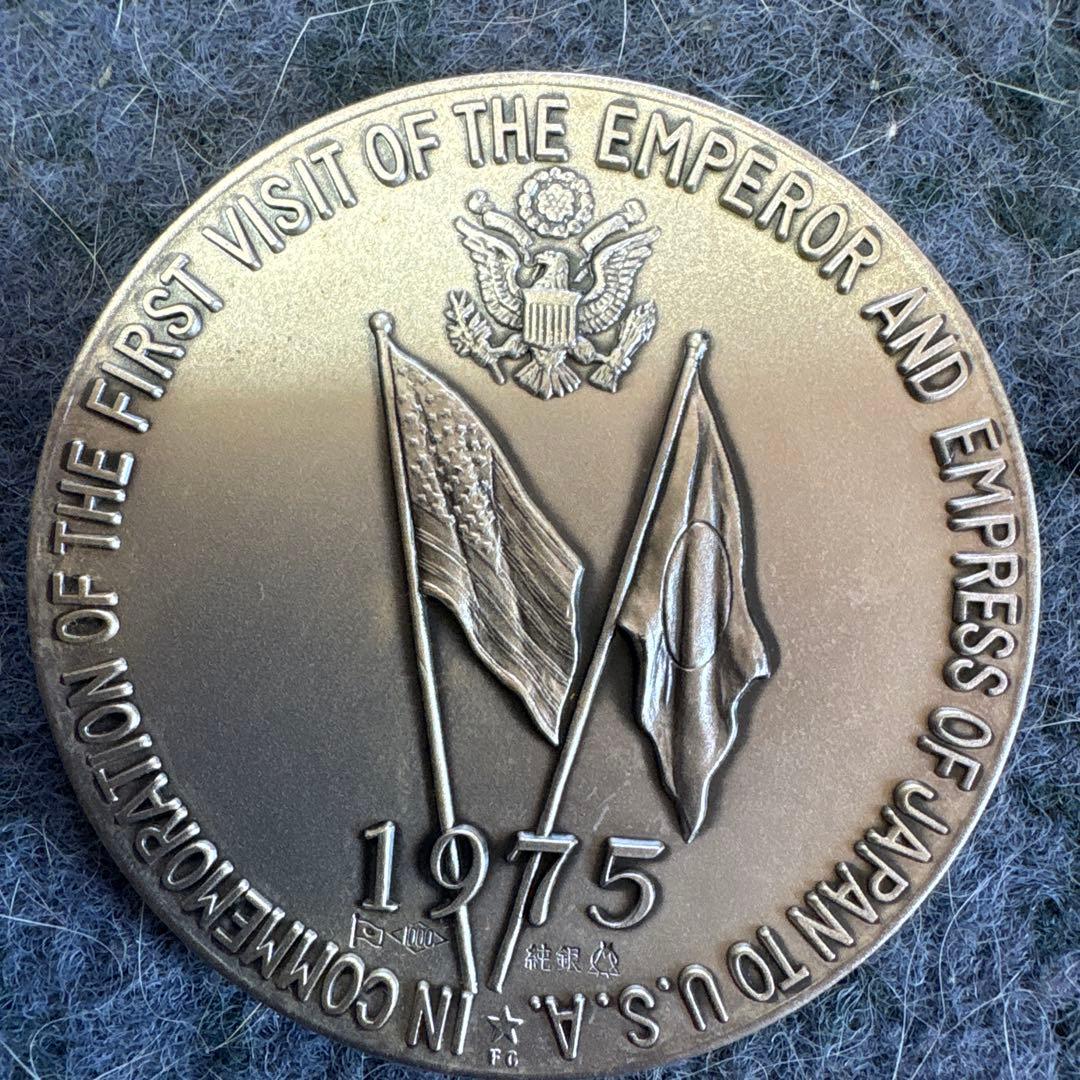 IN COMMEMORATION OF THE FIRST VISIT OF THE EMPEROR AND EMPRESS OF JAPAN TO U.S.A.
1975
<1000>
純銀
FC